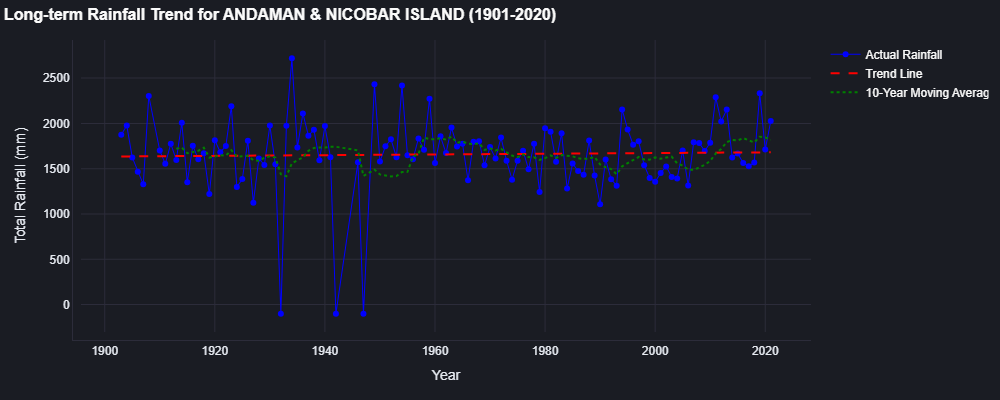 Long-term Rainfall Trend for ANDAMAN & NICOBAR ISLAND (1901-2020)
Actual Rainfall
Trend Line
10-Year Moving Averag
Total Rainfall (mm)
2500
2000
1500
1000
500
0
1900
1920
1940
1960
1980
2000
2020
Year